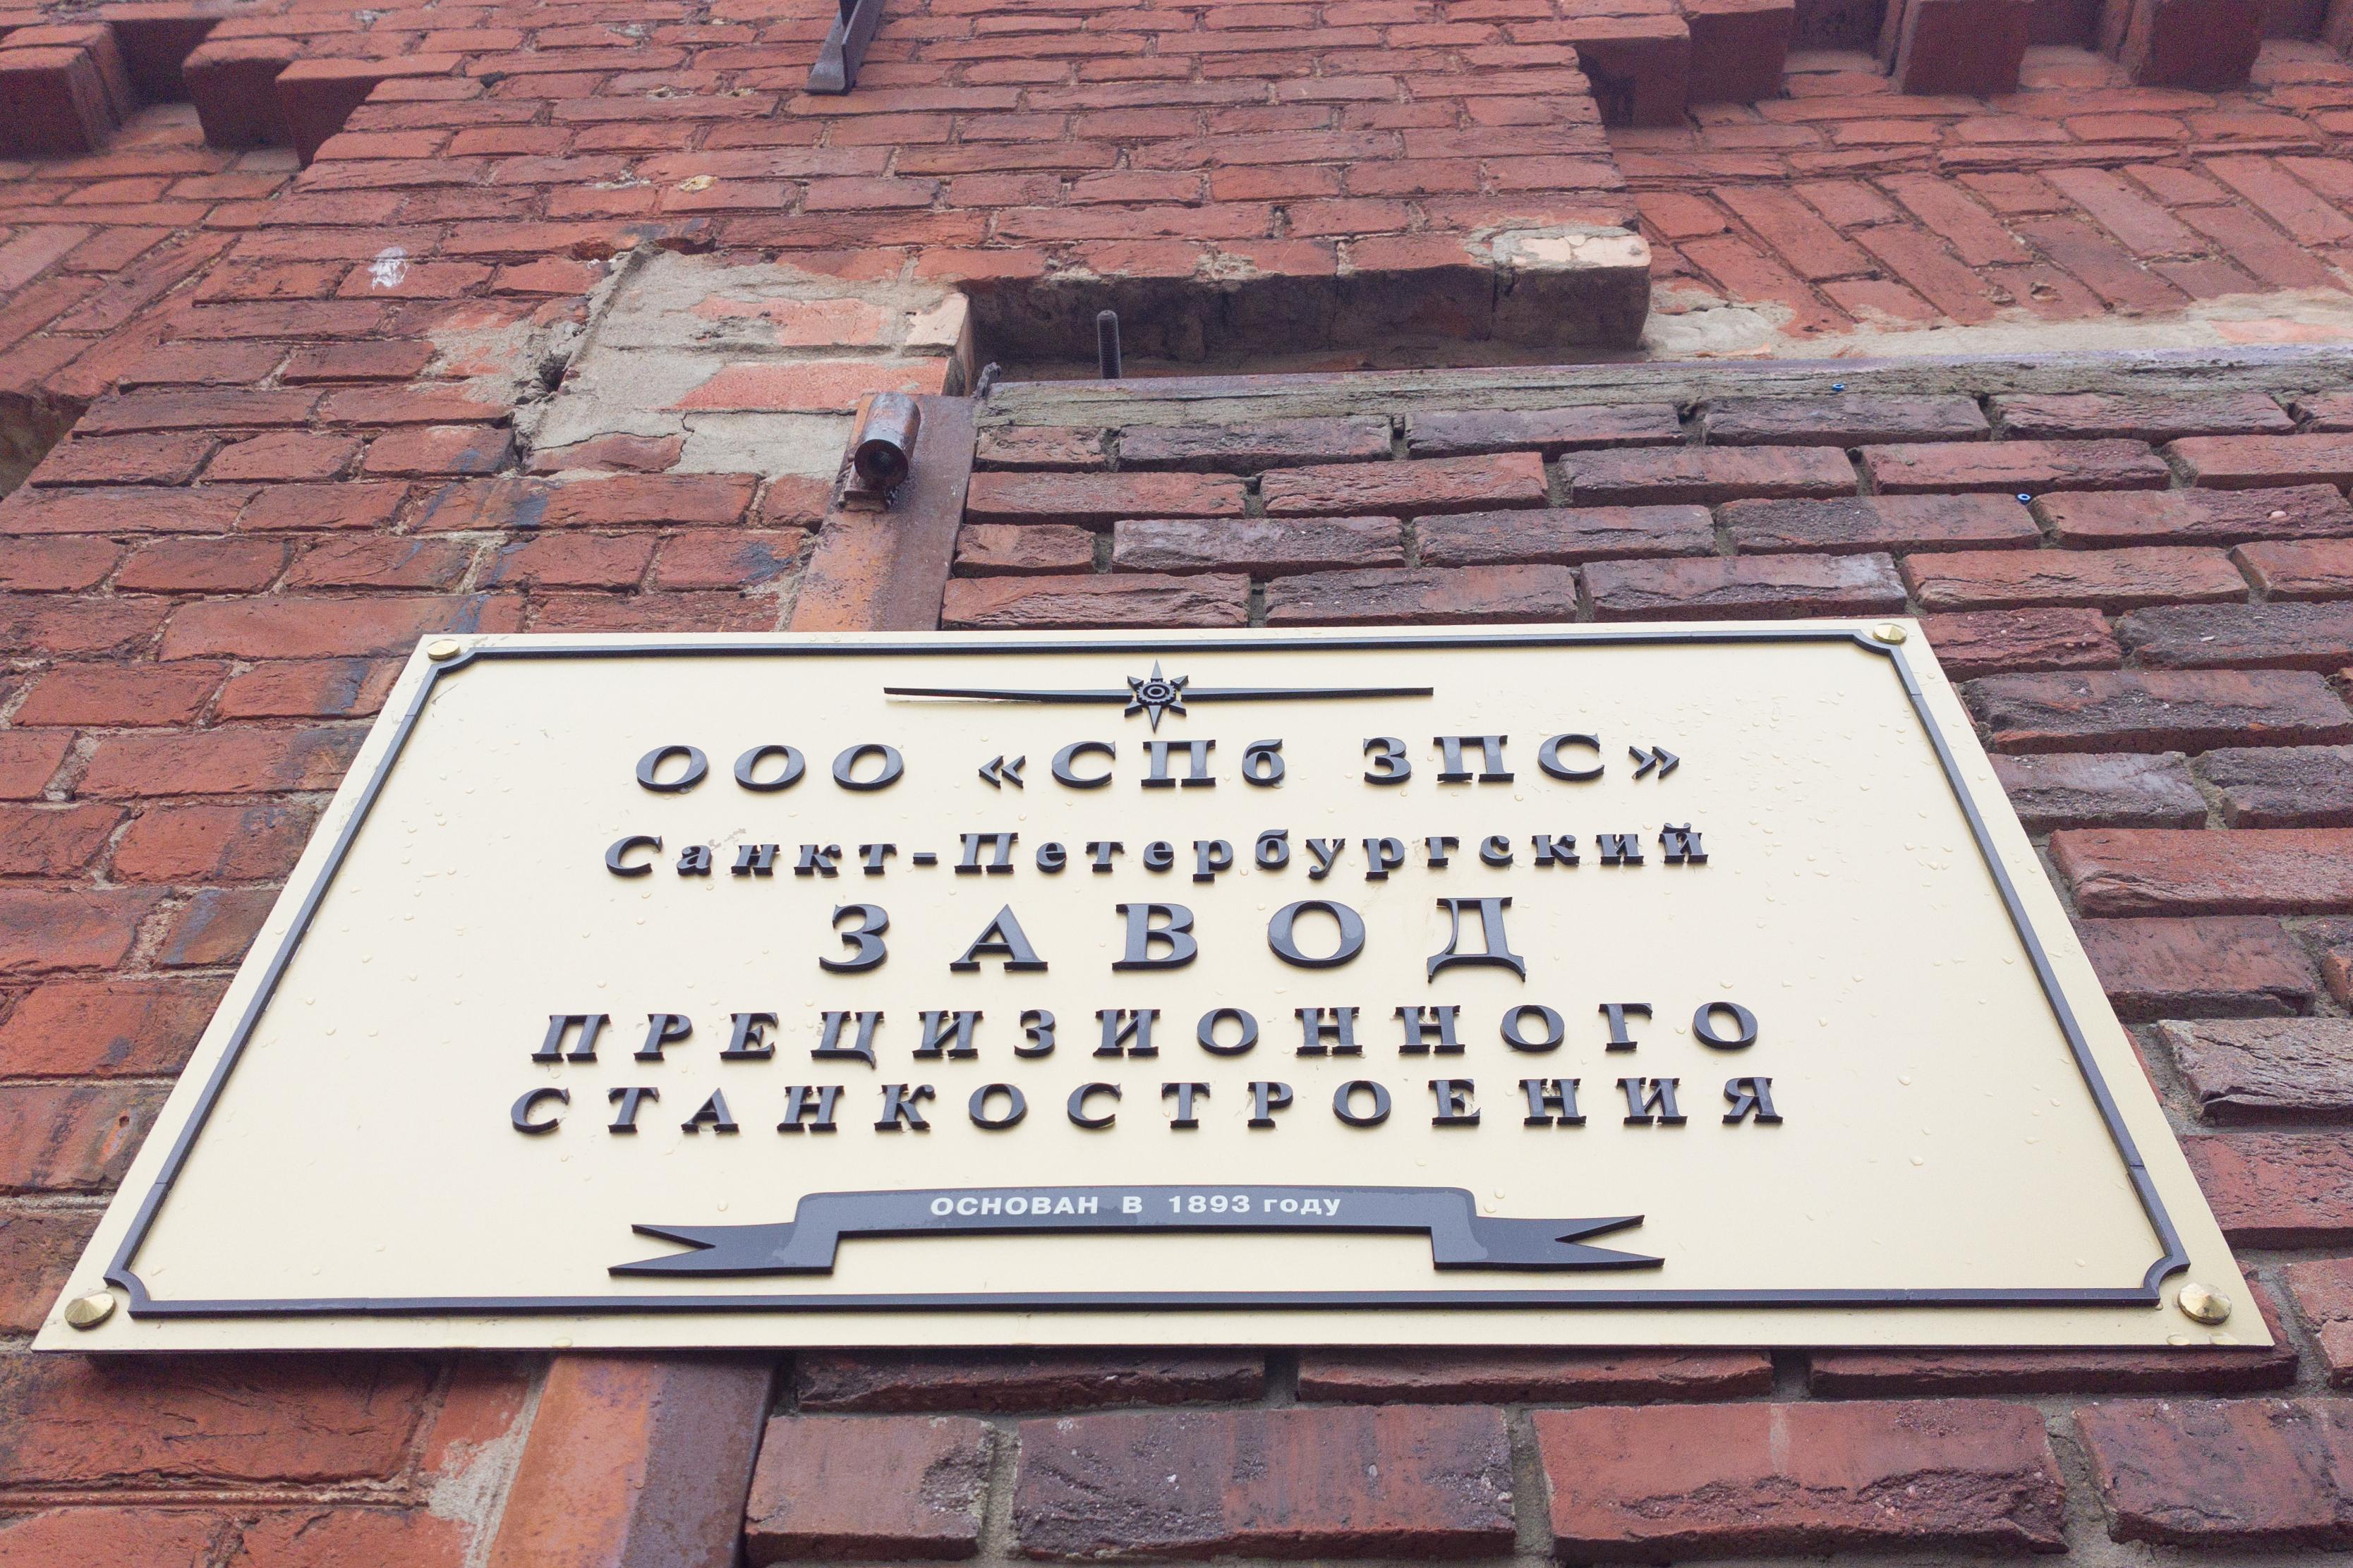 ООО «СПб ЗПС»
Санкт-Петербургский
ЗАВОД
ПРЕЦИЗИОННОГО
СТАНКОСТРОЕНИЯ
ОСНОВАН В 1893 году